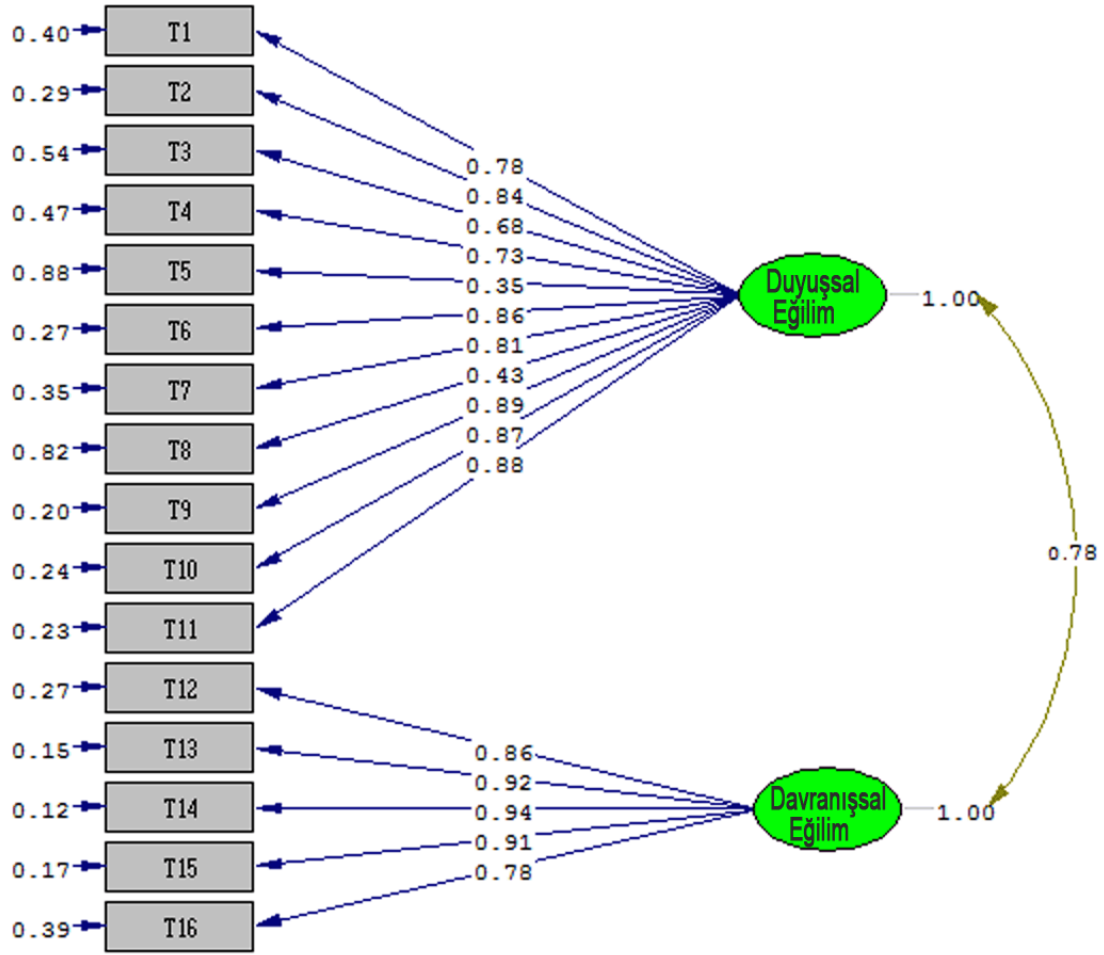 0.40 T1
0.29 T2
0.54 T3
0.47 T4
0.88 T5
0.27 T6
0.35 T7
0.82 T8
0.20 T9
0.24 T10
0.23 T11
0.27 T12
0.15 T13
0.12 T14
0.17 T15
0.39 T16
0.78
0.84
0.68
0.73
0.35
0.86
0.81
0.43
0.89
0.87
0.88
Duyuşsal
Eğilim
1.00
0.78
0.86
0.92
0.94
0.91
0.78
Davranışsal
Eğilim
1.00